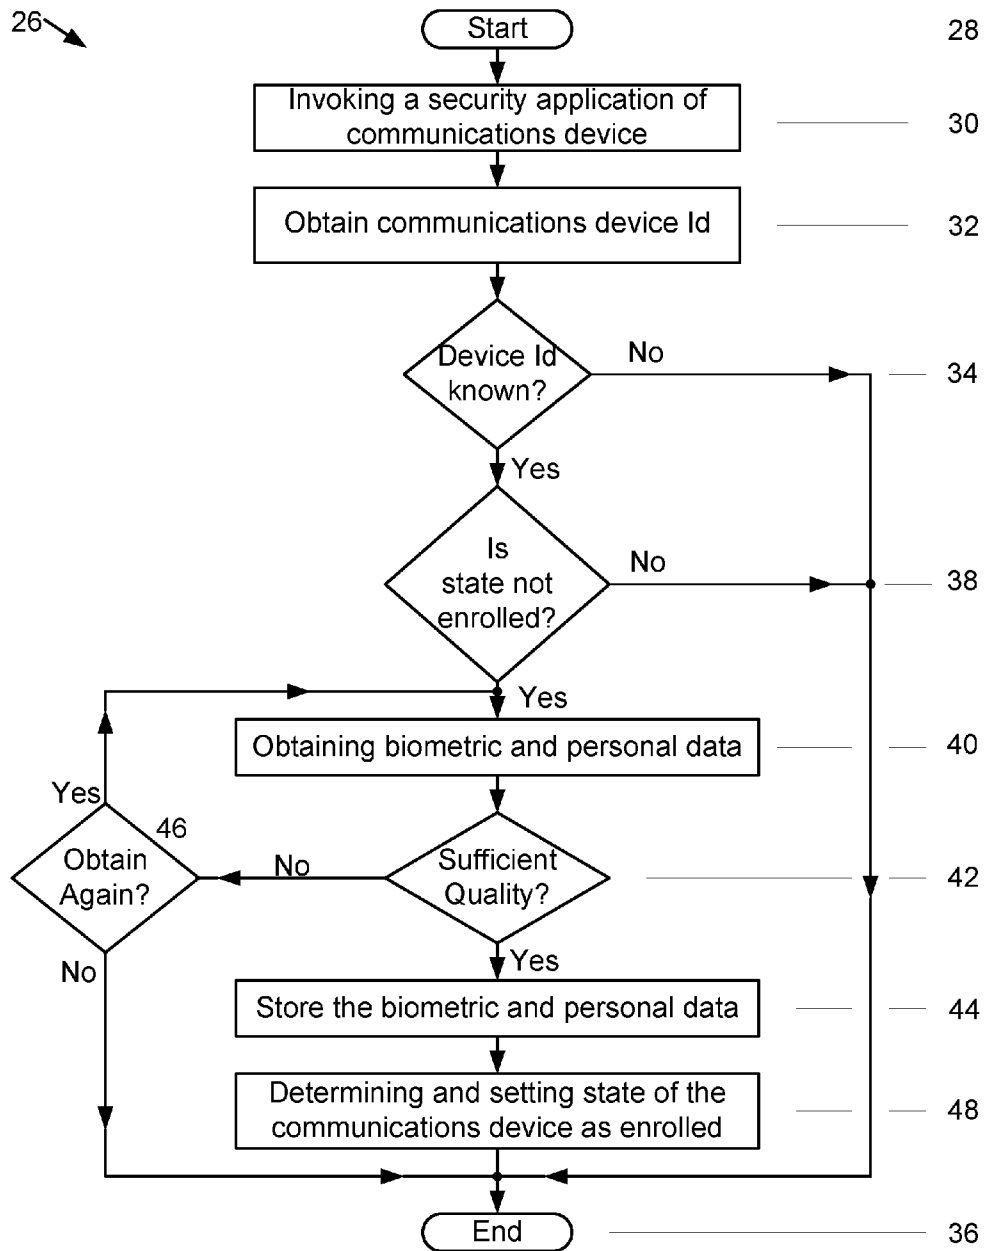 26
Start
28
Invoking a security application of
communications device
30
Obtain communications device Id
32
Device Id
known?
No
34
Yes
Is
state not
enrolled?
No
38
Yes
Obtaining biometric and personal data
40
Yes
46
Obtain
Again?
No
Sufficient
Quality?
42
No
Yes
Store the biometric and personal data
44
Determining and setting state of the
communications device as enrolled
48
End
36